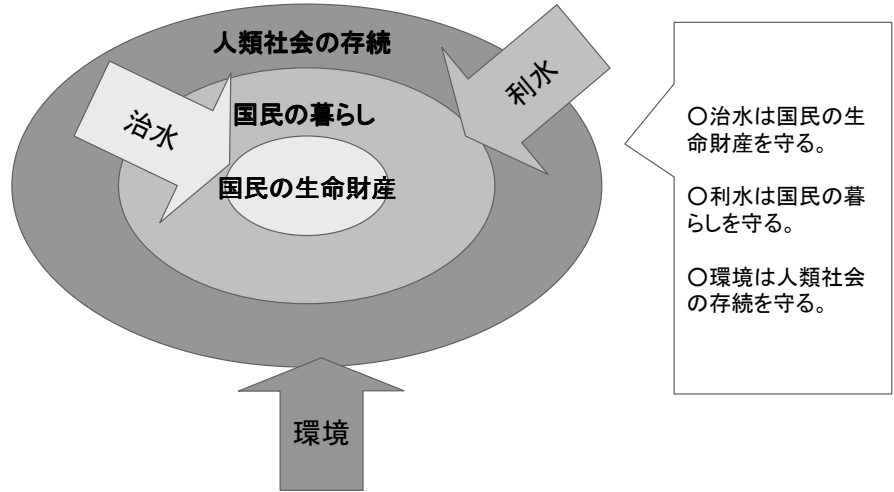 人類社会の存続
利水
治水
国民の暮らし
国民の生命財産
環境
〇治水は国民の生
命財産を守る。
〇利水は国民の暮
らしを守る。
〇環境は人類社会
の存続を守る。